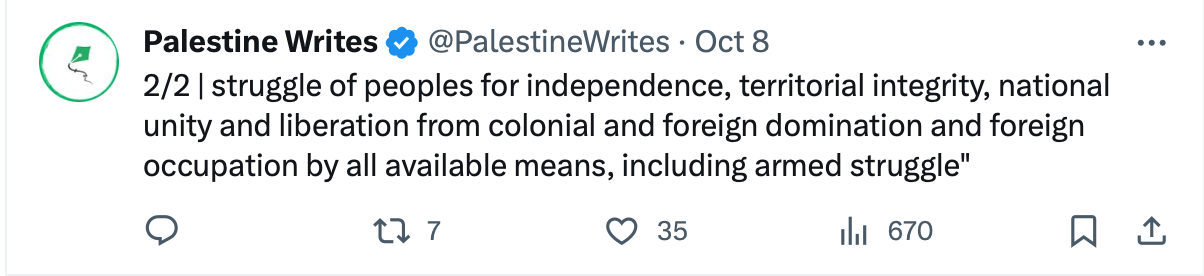 Palestine Writes @PalestineWrites · Oct 8
2/2 | struggle of peoples for independence, territorial integrity, national
unity and liberation from colonial and foreign domination and foreign
occupation by all available means, including armed struggle"
7 35 670